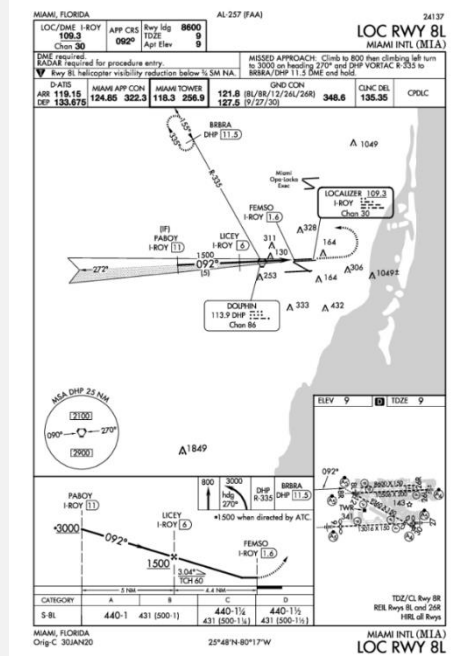 MIAMI, FLORIDA
AL-257 (FAA)
24137
LOC/DME I-ROY
109.3
Chan 30
APP CRS
092°
Rwy ldg 8600
TDZE 9
Apt Elev 9
LOC RWY 8L
MIAMI INTL (MIA)
DME required.
RADAR required for procedure entry.
Rwy 8L helicopter visibility reduction below ¾ SM NA.
MISSED APPROACH: Climb to 800 then climbing left turn
to 3000 on heading 270° and DHP VORTAC R-335 to
BRBRA/DHP 11.5 DME and hold.
D-ATIS
ARR 119.15
DEP 133.675
MIAMI APP CON
124.85 322.3
MIAMI TOWER
118.3 256.9
GND CON
121.8 (8L/8R/12/26L/26R)
127.5 (9/27/30)
348.6
CLNC DEL
135.35
CPDLC
155°
335°
BRBRA
DHP 11.5
R-335
1049
Miami
Opa-Locka
Exec
LOCALIZER 109.3
I-ROY
Chan 30
FEMSO
I-ROY 1.6
(IF)
PABOY
I-ROY 11
LICEY
I-ROY 6
311
328
130
164
1500
092°
(5)
272°
253
164
306
1049±
DOLPHIN
113.9 DHP
Chan 86
333
432
MSA DHP 25 NM
2100
090°
270°
2900
1849
ELEV 9
D
TDZE 9
092°
TWR
341
143
TDZ/CL Rwy 8R
REIL Rwys 8L and 26R
HIRL all Rwys
800
3000
hdg
270°
DHP
R-335
BRBRA
DHP 11.5
*1500 when directed by ATC.
PABOY
I-ROY 11
LICEY
I-ROY 6
FEMSO
I-ROY 1.6
*3000
092°
1500
3.04°
TCH 60
5 NM
4.4 NM
CATEGORY A B C D
S-8L
440-1 431 (500-1)
440-1¼
431 (500-1¼)
440-1½
431 (500-1½)
MIAMI, FLORIDA
Orig-C 30JAN20
25°48'N-80°17'W
MIAMI INTL (MIA)
LOC RWY 8L